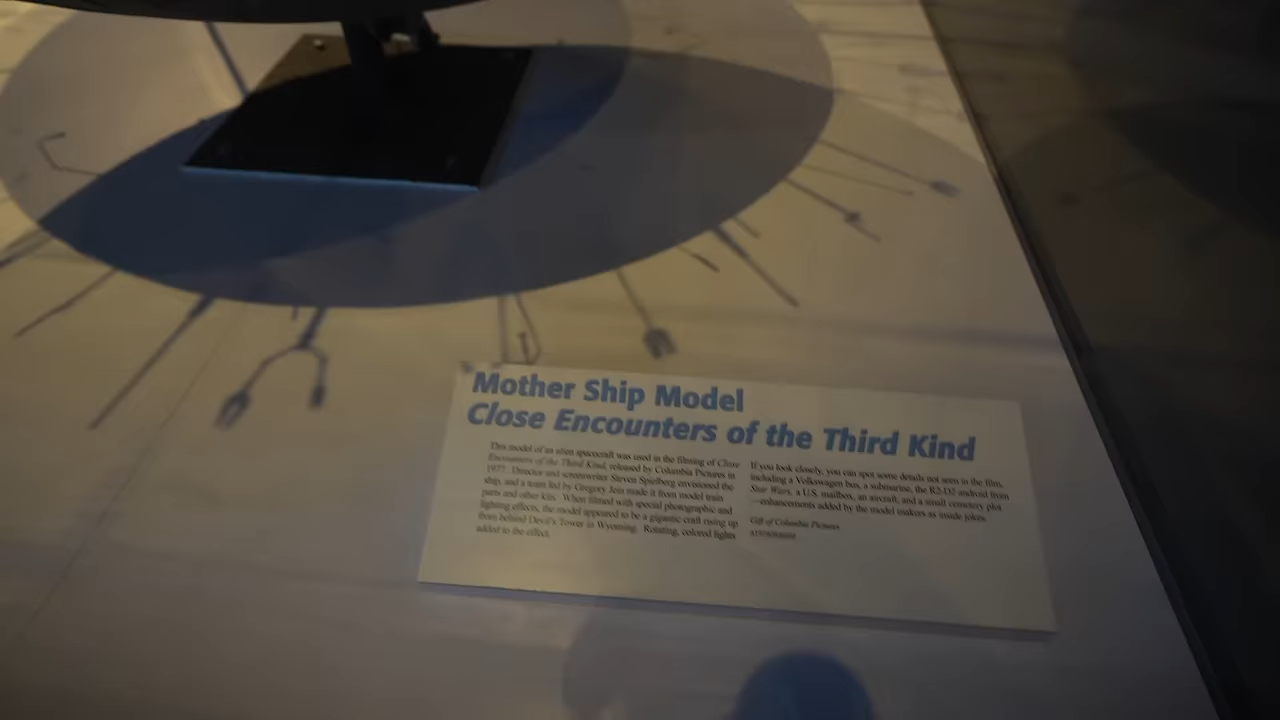 Mother Ship Model
Close Encounters of the Third Kind
This model of an alien spacecraft was used in the filming of Close
Encounters of the Third Kind, released by Columbia Pictures in
1977. Director and screenwriter Steven Spielberg envisioned the
ship, and a team led by Gregory Jein made it from model train
parts and other kits. When filmed with special photographic and
lighting effects, the model appeared to be a gigantic craft rising up
from behind Devil's Tower in Wyoming. Rotating, colored lights
added to the effect.
If you look closely, you can spot some details not seen in the film,
including a Volkswagen bus, a submarine, the R2-D2 android from
Star Wars, a U.S. mailbox, an aircraft, and a small cemetery plot
—enhancements added by the model makers as inside jokes.
Gift of Columbia Pictures